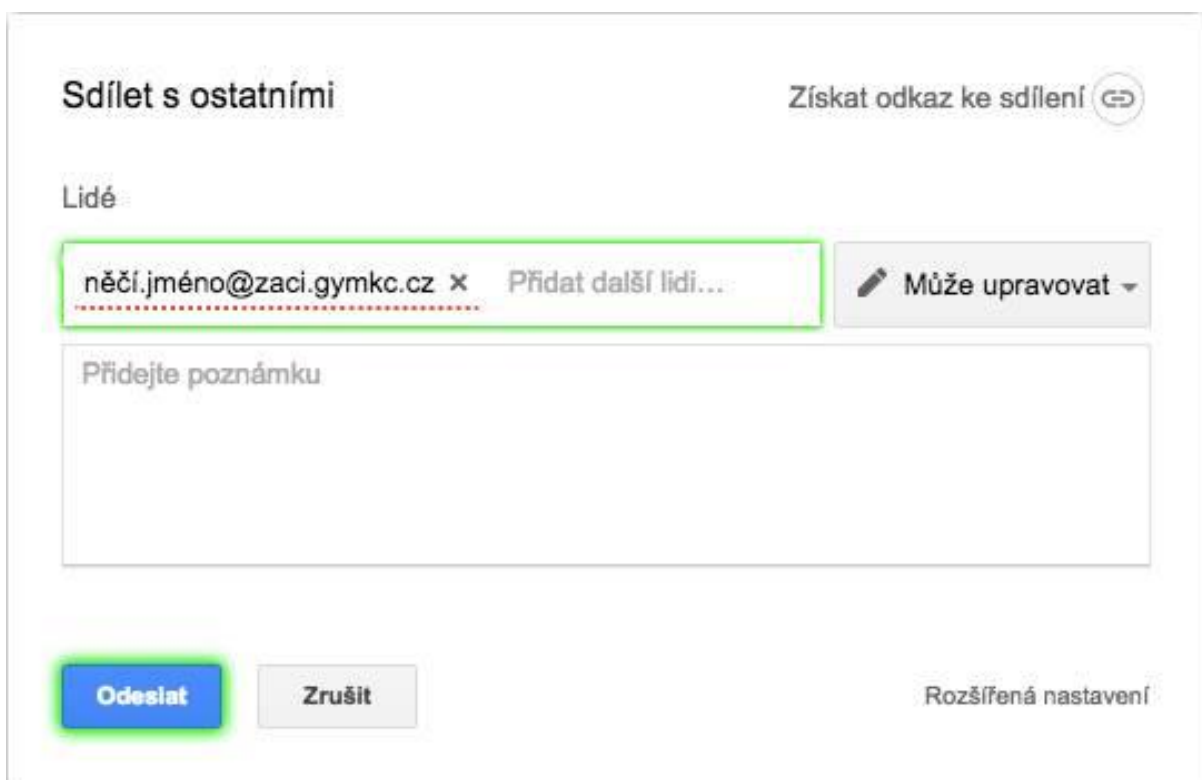 Sdílet s ostatními
Získat odkaz ke sdílení
Lidé
něčí.jméno@zaci.gymkc.cz × Přidat další lidi...
Může upravovat
Přidejte poznámku
Odeslat
Zrušit
Rozšířená nastavení